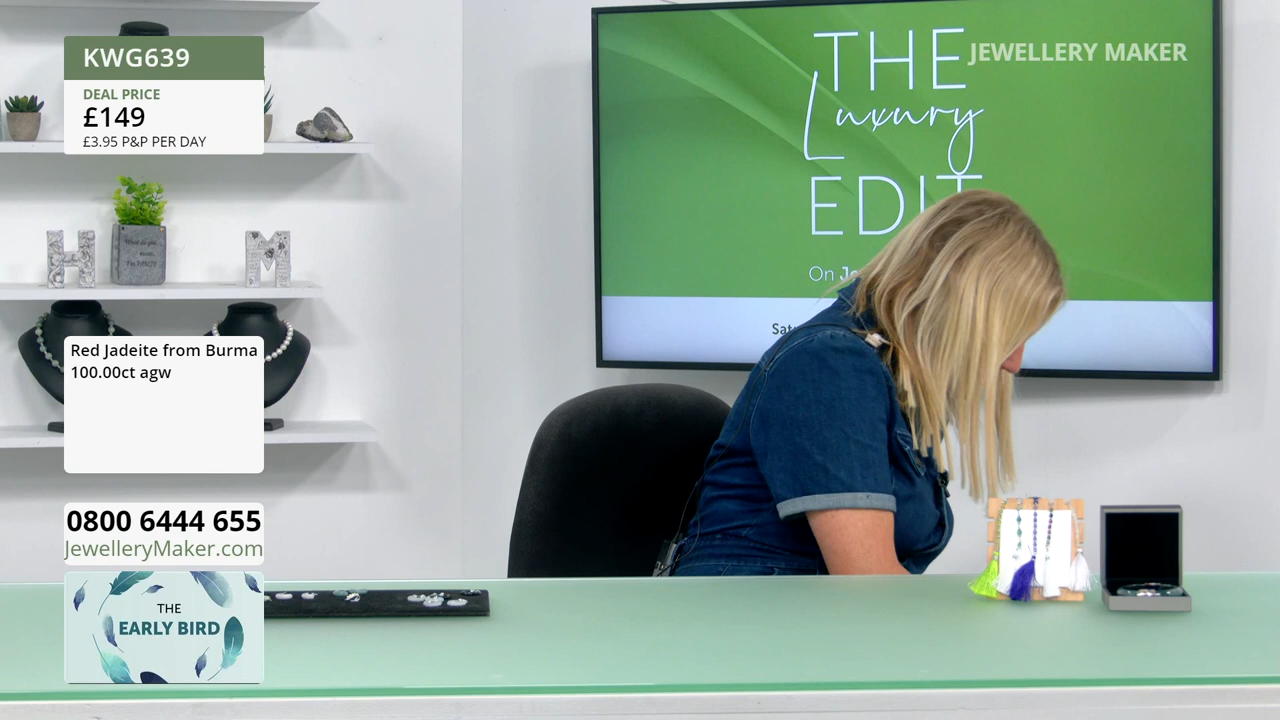 KWG639
DEAL PRICE
£149
£3.95 P&P PER DAY
THE
Luxury
EDIT
On
JEWELLERY MAKER
H
M
Red Jadeite from Burma
100.00ct agw
0800 6444 655
JewelleryMaker.com
THE
EARLY BIRD